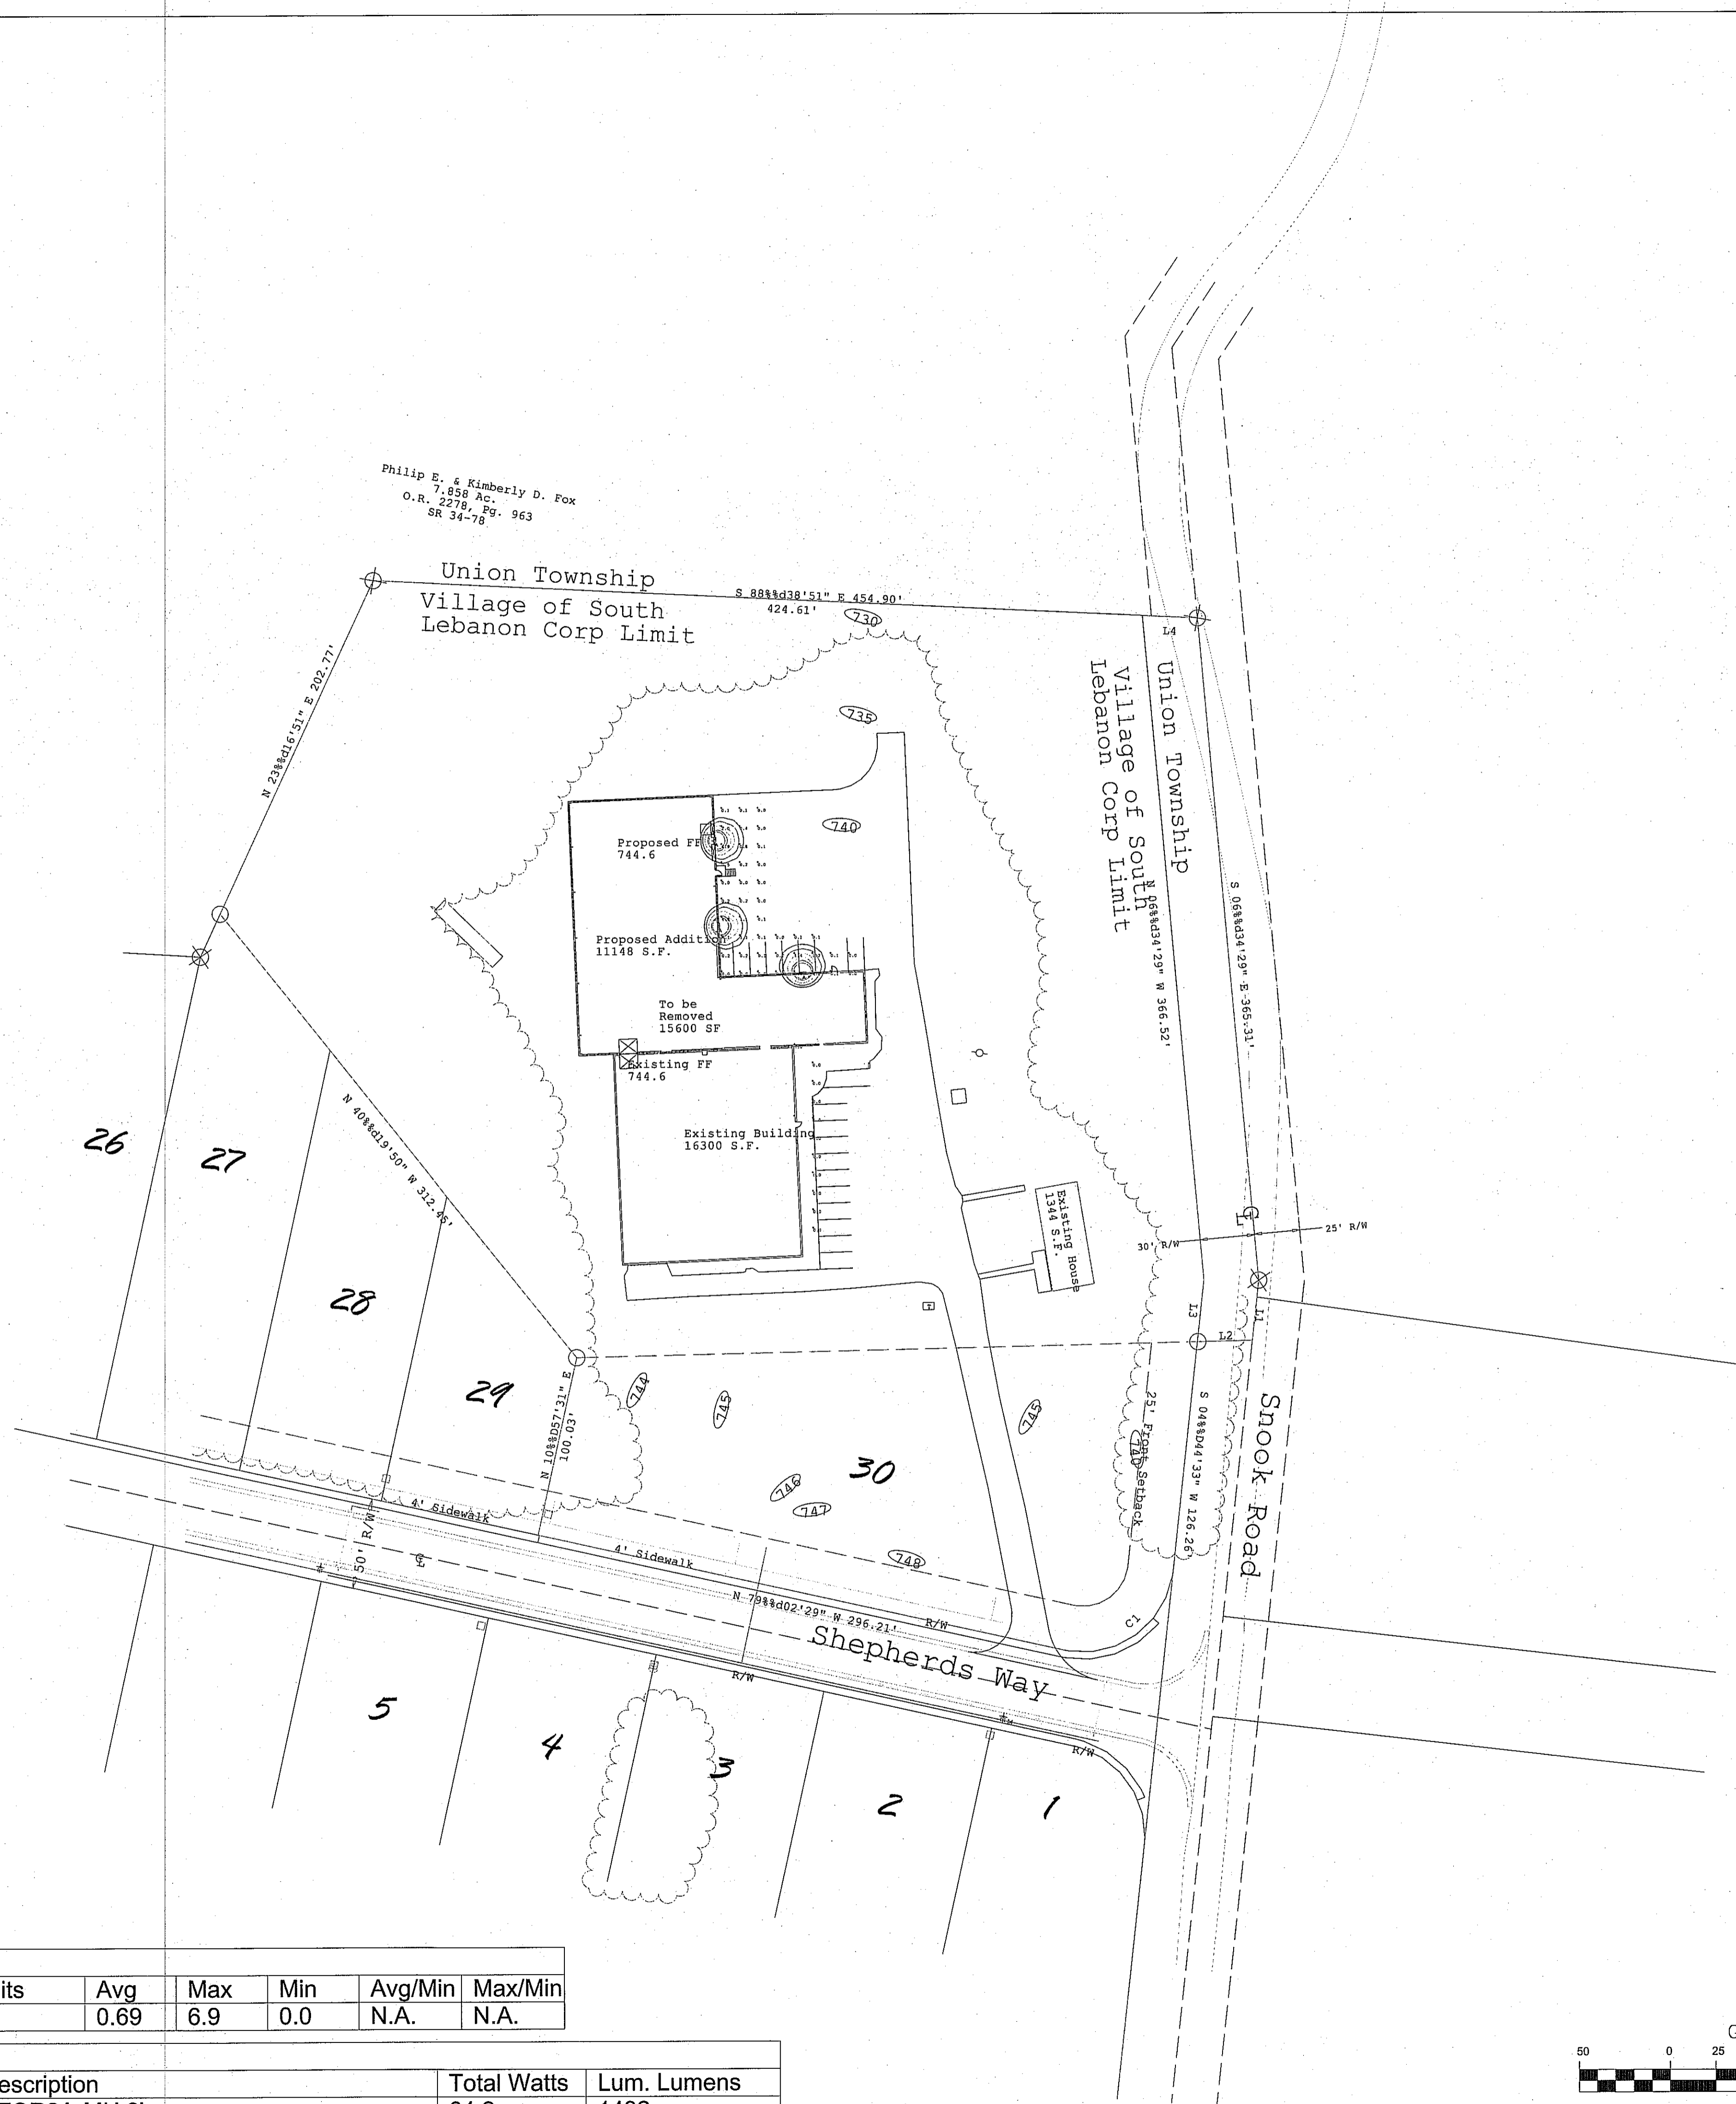 Philip E. & Kimberly D. Fox
7.858 Ac.
O.R. 2278, Pg. 963
SR 34-78
Union Township
Village of South
Lebanon Corp Limit
S 88%%d38'51" E 454.90'
424.61'
730
L4
N 23%%d16'51" E 202.77'
735
740
Union Township
Village of South
Lebanon Corp Limit
N 06%%d34'29" W 366.52'
S 06%%d34'29" E 365.31'
Proposed FF
744.6
Proposed Addition
11148 S.F.
To be
Removed
15600 SF
Existing FF
744.6
Existing Building
16300 S.F.
Existing House
1344 S.F.
N 40%%d19'50" W 312.45'
26
27
28
29
30
30' R/W
25' R/W
L3
L1
L2
N 10%%D57'31" E
100.03'
744
745
745
746
747
748
740
25' Front Setback
S 04%%D44'33" W 126.26'
Snook Road
4' Sidewalk
4' Sidewalk
50' R/W
N 79%%d02'29" W 296.21'
R/W
C1
Shepherds Way
R/W
R/W
5
4
3
2
1
its Avg Max Min Avg/Min Max/Min
0.69 6.9 0.0 N.A. N.A.
escription Total Watts Lum. Lumens
50 0 25